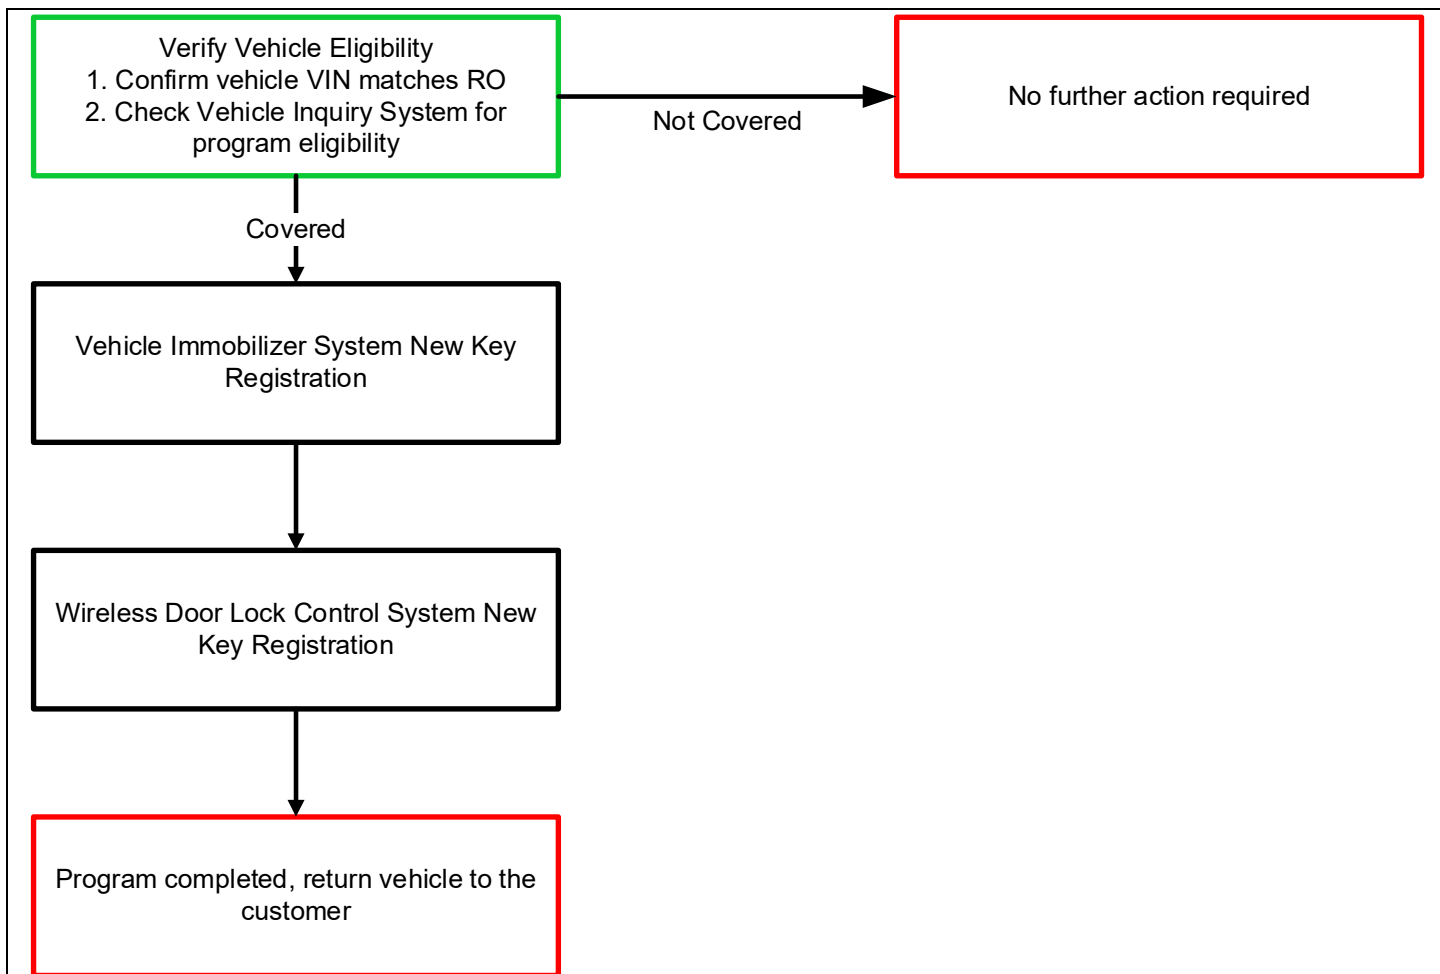 Verify Vehicle Eligibility
1. Confirm vehicle VIN matches RO
2. Check Vehicle Inquiry System for
program eligibility
Not Covered
No further action required
Covered
Vehicle Immobilizer System New Key
Registration
Wireless Door Lock Control System New
Key Registration
Program completed, return vehicle to the
customer